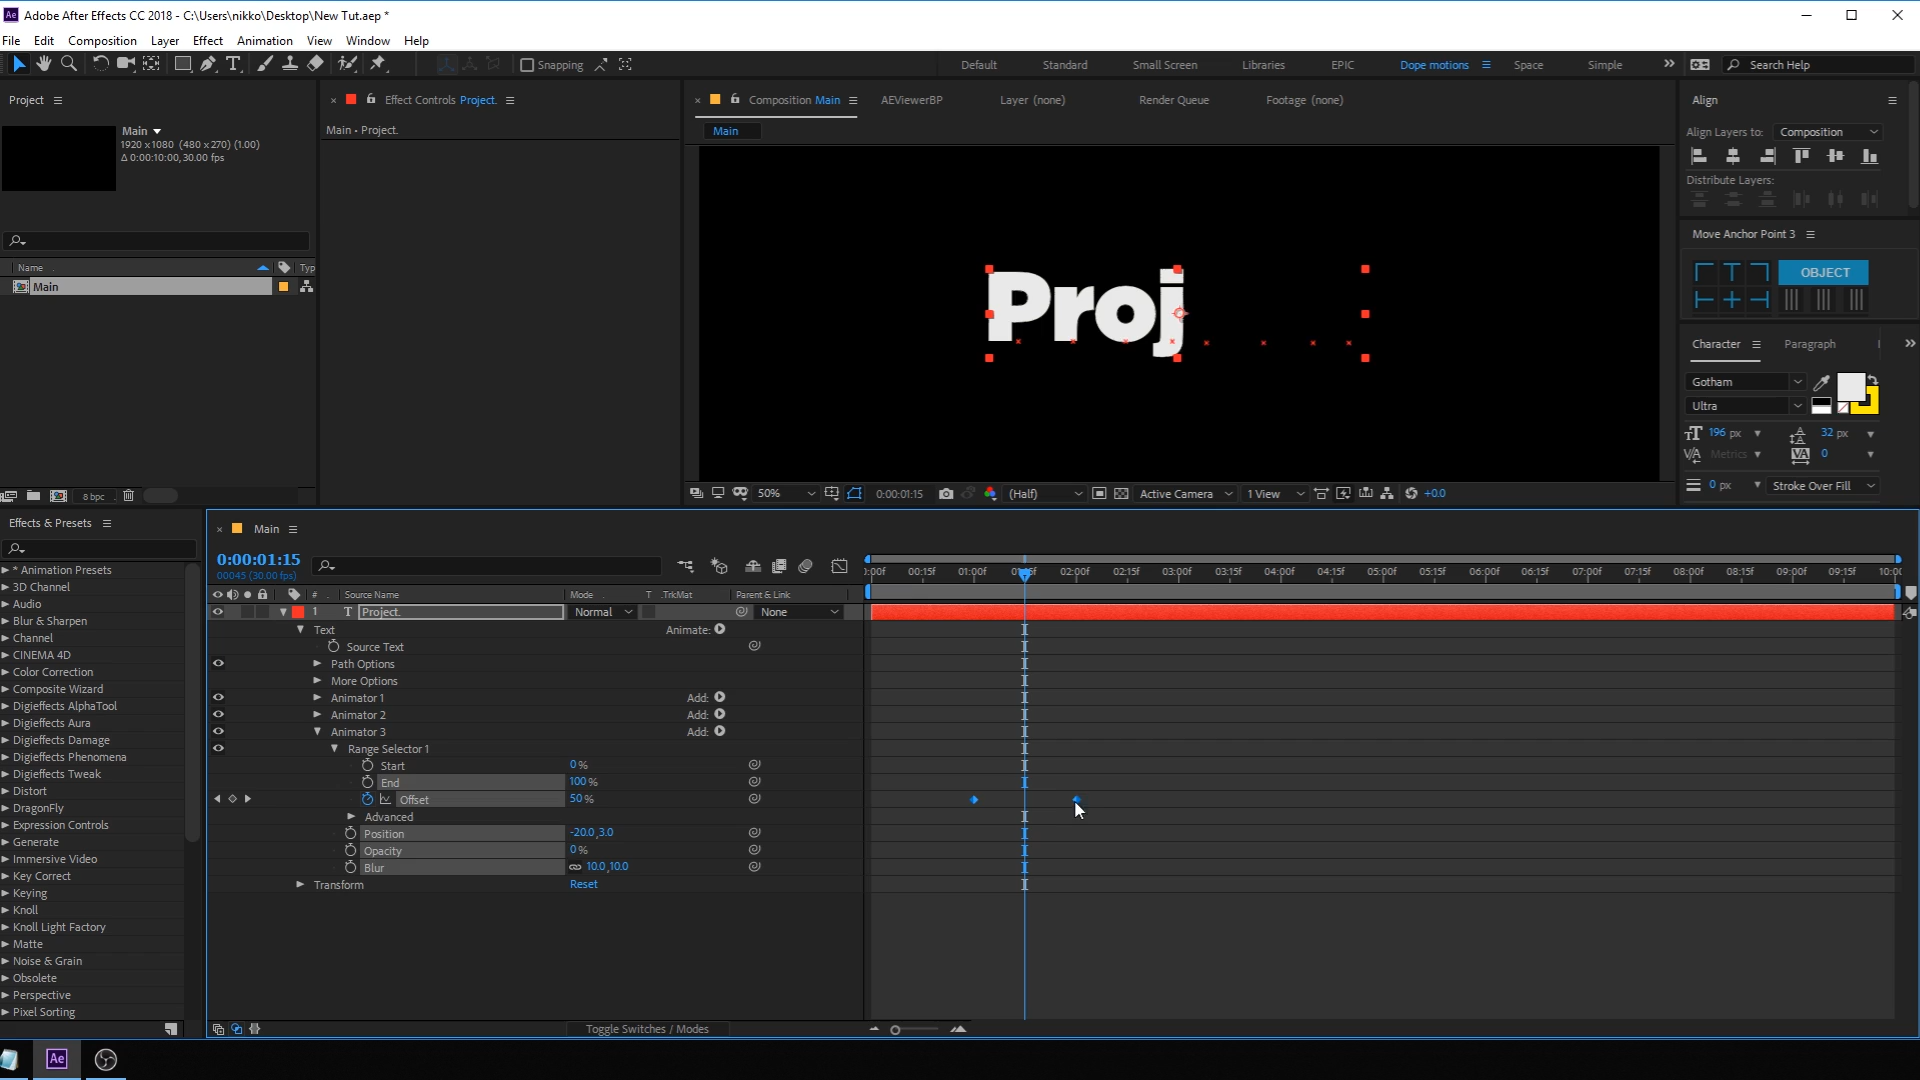 Adobe After Effects CC 2018 - C:\Users\nikko\Desktop\New Tut.aep *
File Edit Composition Layer Effect Animation View Window Help
Snapping Default Standard Small Screen Libraries EPIC Dope motions Space Simple Search Help
Project
Main
1920 x1080 (480 x270) (1.00)
Δ 0:00:10:00, 30.00 fps
Name Typ
Main
8 bpc
Effect Controls Project.
Main • Project.
Composition Main AEViewerBP Layer (none) Render Queue Footage (none)
Main
Proj
50% 0:00:01:15 (Half) Active Camera 1 View +0.0
Align
Align Layers to: Composition
Distribute Layers:
Move Anchor Point 3
OBJECT
Character Paragraph
Gotham
Ultra
196 px 32 px
Metrics 0
0 px Stroke Over Fill
Effects & Presets
* Animation Presets
3D Channel
Audio
Blur & Sharpen
Channel
CINEMA 4D
Color Correction
Composite Wizard
Digieffects AlphaTool
Digieffects Aura
Digieffects Damage
Digieffects Phenomena
Digieffects Tweak
Distort
DragonFly
Expression Controls
Generate
Immersive Video
Key Correct
Keying
Knoll
Knoll Light Factory
Matte
Noise & Grain
Obsolete
Perspective
Pixel Sorting
Main
0:00:01:15
00045 (30.00 fps)
# Source Name Mode T .TrkMat Parent & Link
1 T Project. Normal None
Text Animate:
Source Text
Path Options
More Options
Animator 1 Add:
Animator 2 Add:
Animator 3 Add:
Range Selector 1
Start 0%
End 100%
Offset 50%
Advanced
Position -20.0,3.0
Opacity 0%
Blur 10.0,10.0
Transform Reset
:00f 00:15f 01:00f 02:00f 02:15f 03:00f 03:15f 04:00f 04:15f 05:00f 05:15f 06:00f 06:15f 07:00f 07:15f 08:00f 08:15f 09:00f 09:15f 10:0
Toggle Switches / Modes
Ae